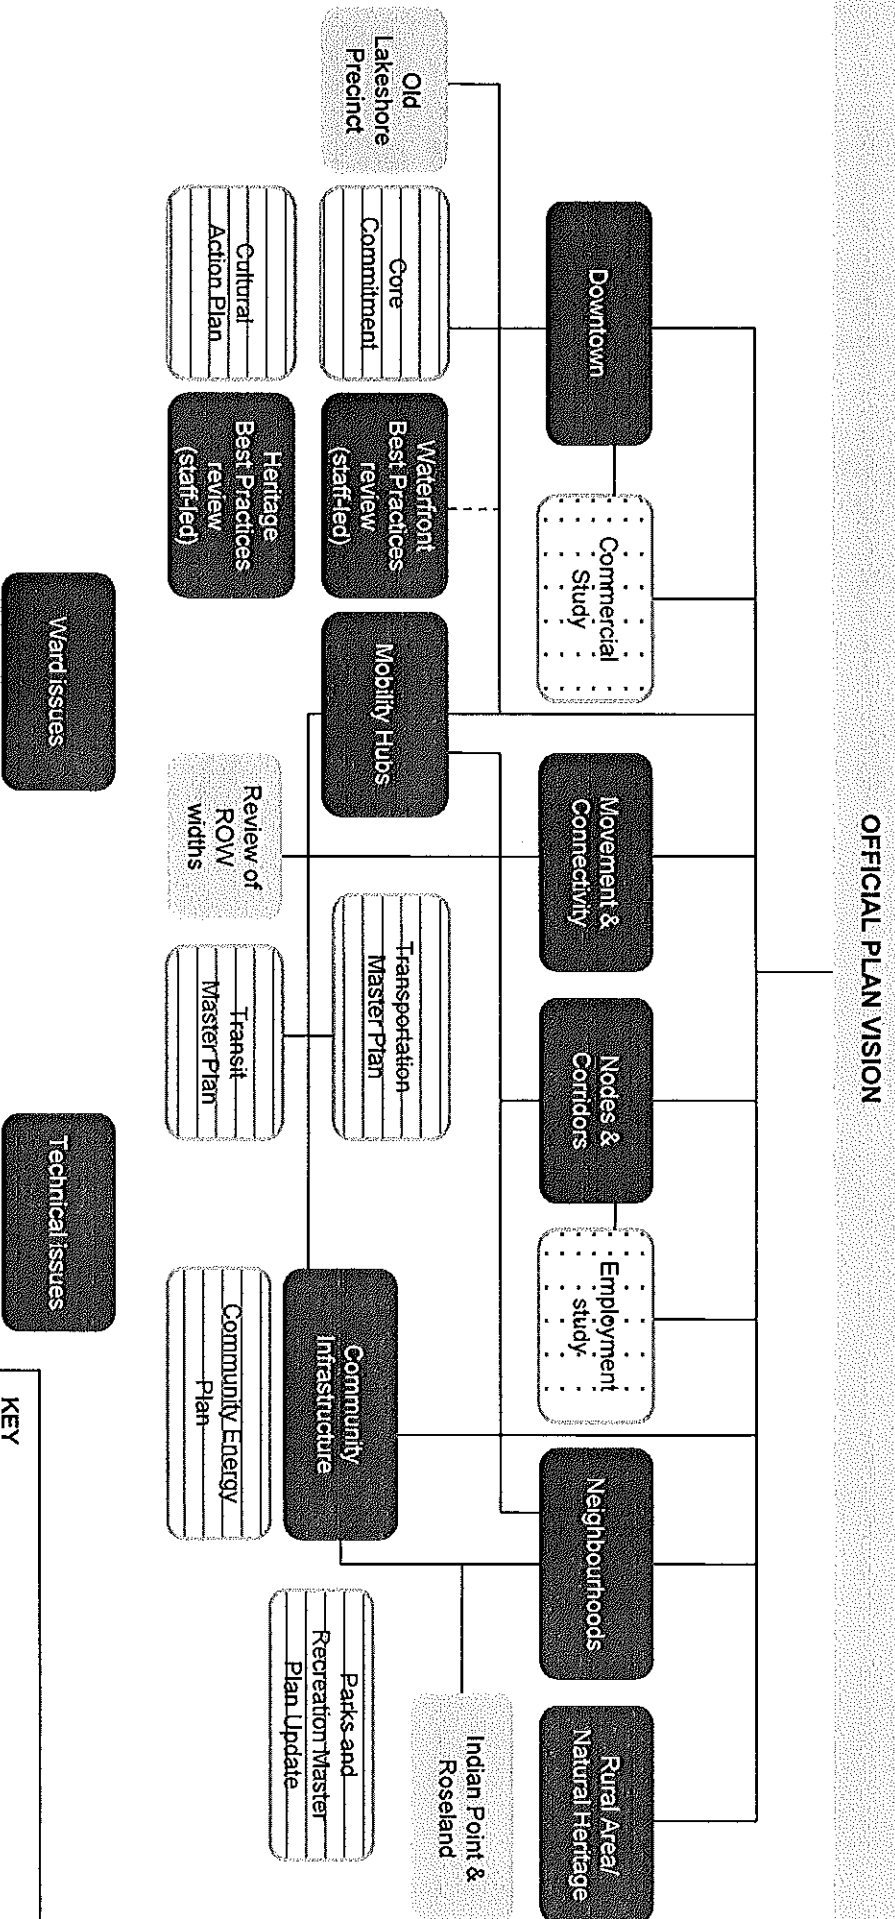 OFFICIAL PLAN VISION
Downtown
Commercial
Study
Movement &
Connectivity
Nodes &
Corridors
Employment
study
Neighbourhoods
Rural Area/
Natural Heritage
Old
Lakeshore
Precinct
Core
Commitment
Waterfront
Best Practices
review
(staff-led)
Mobility Hubs
Transportation
Master Plan
Community
Infrastructure
Indian Point &
Roseland
Cultural
Action Plan
Heritage
Best Practices
review
(staff-led)
Review of
ROW
widths
Transit
Master Plan
Community Energy
Plan
Parks and
Recreation Master
Plan Update
Ward issues
Technical issues
KEY